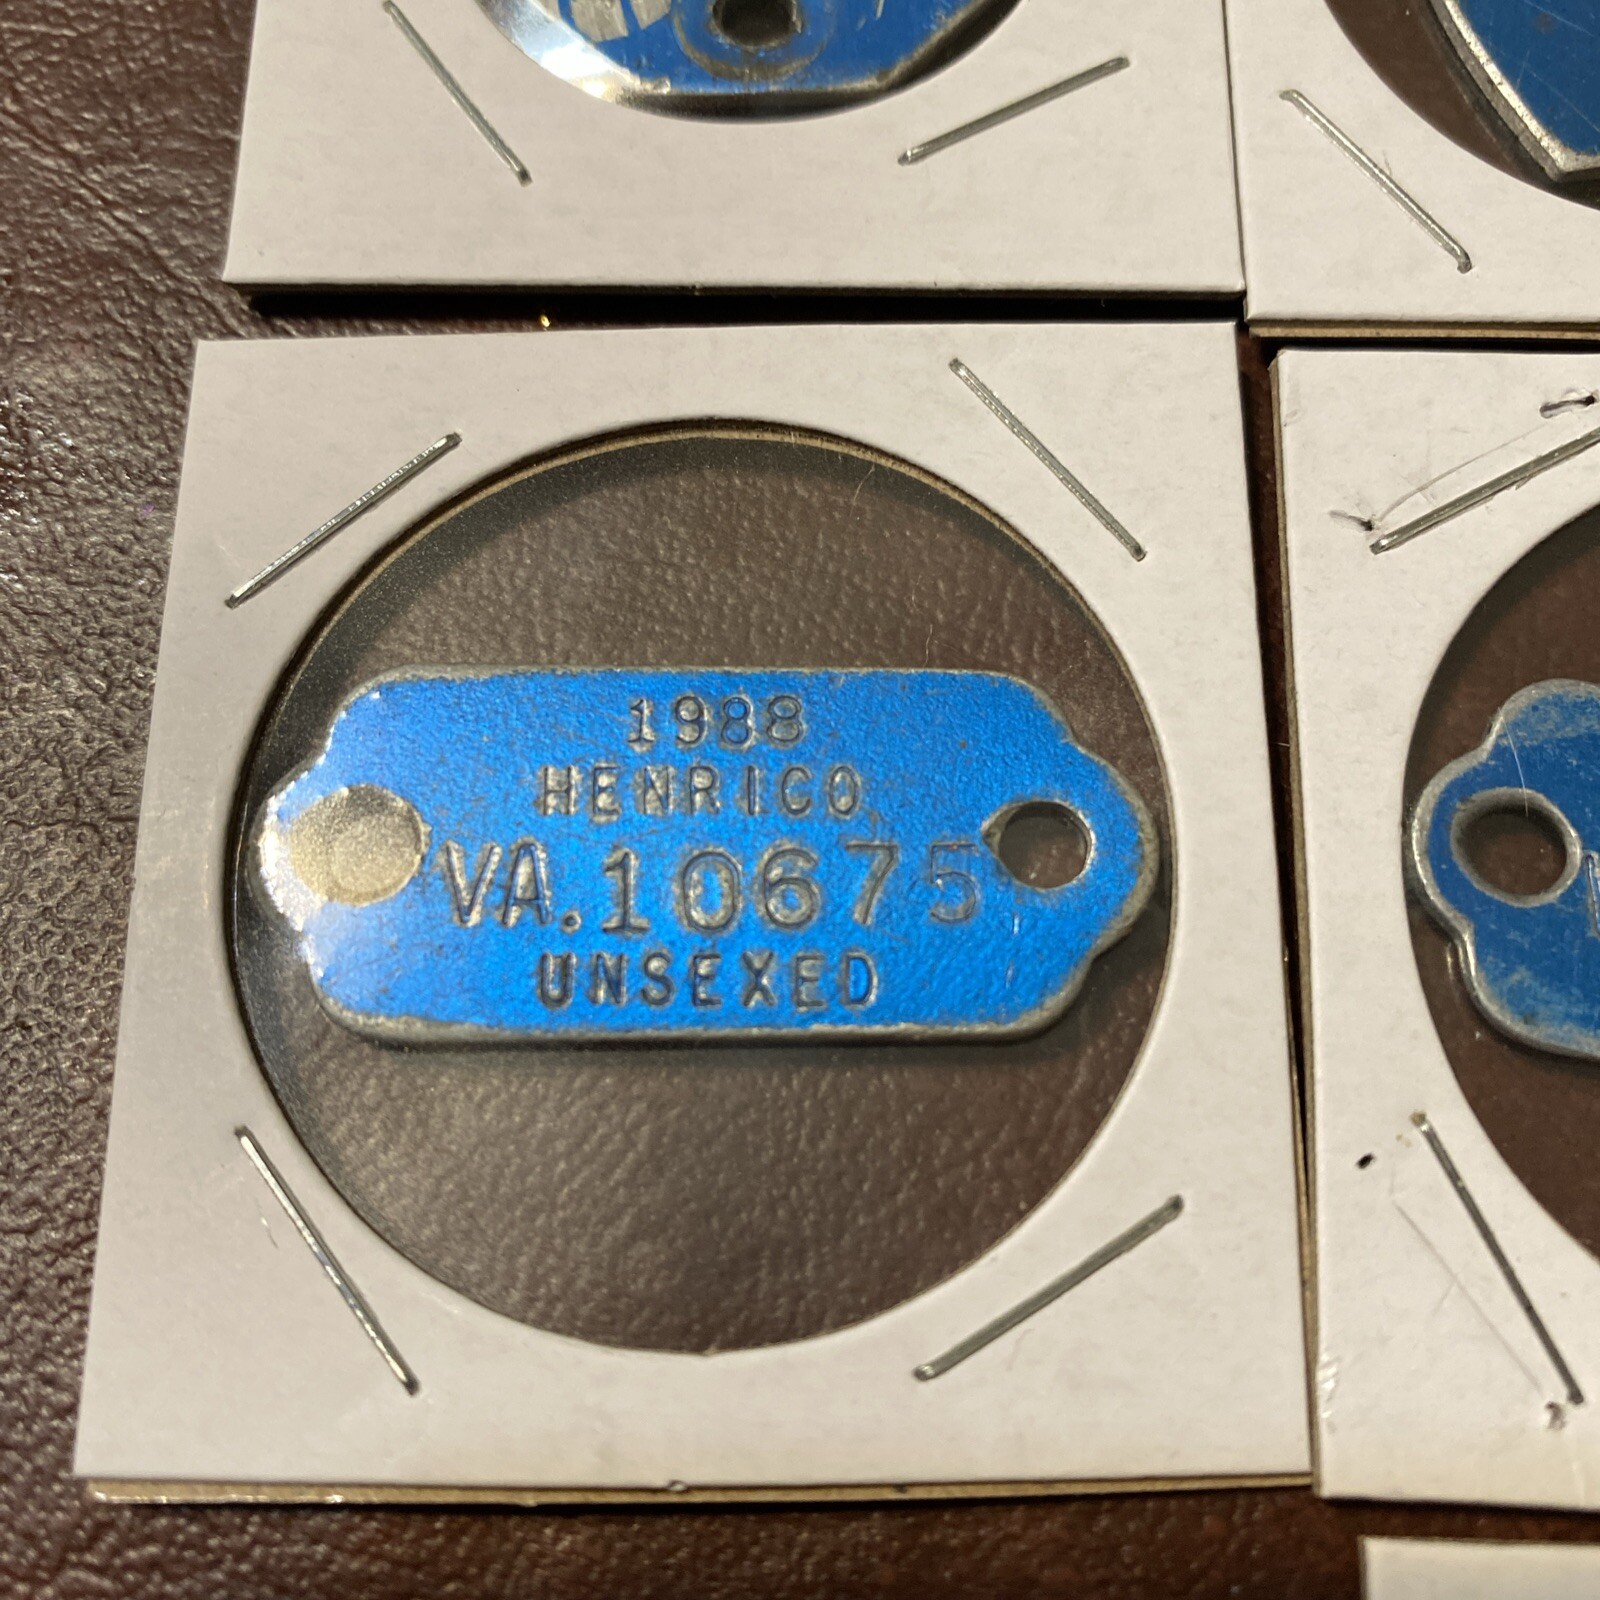 1988
HENRICO
VA.10675
UNSEXED